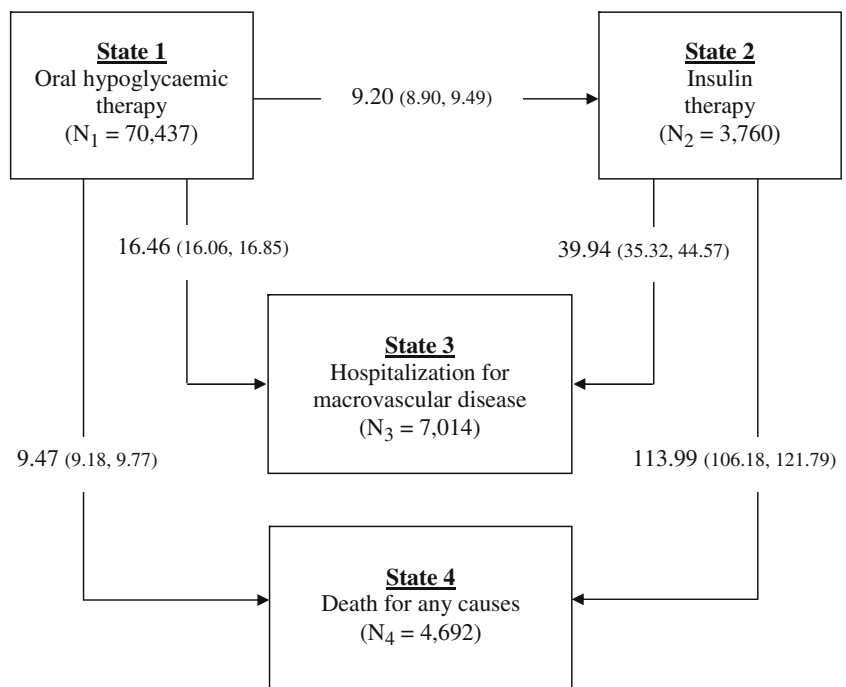 State 1
Oral hypoglycaemic
therapy
(N1 = 70,437)
9.20 (8.90, 9.49)
State 2
Insulin
therapy
(N2 = 3,760)
16.46 (16.06, 16.85)
39.94 (35.32, 44.57)
State 3
Hospitalization for
macrovascular disease
(N3 = 7,014)
9.47 (9.18, 9.77)
113.99 (106.18, 121.79)
State 4
Death for any causes
(N4 = 4,692)